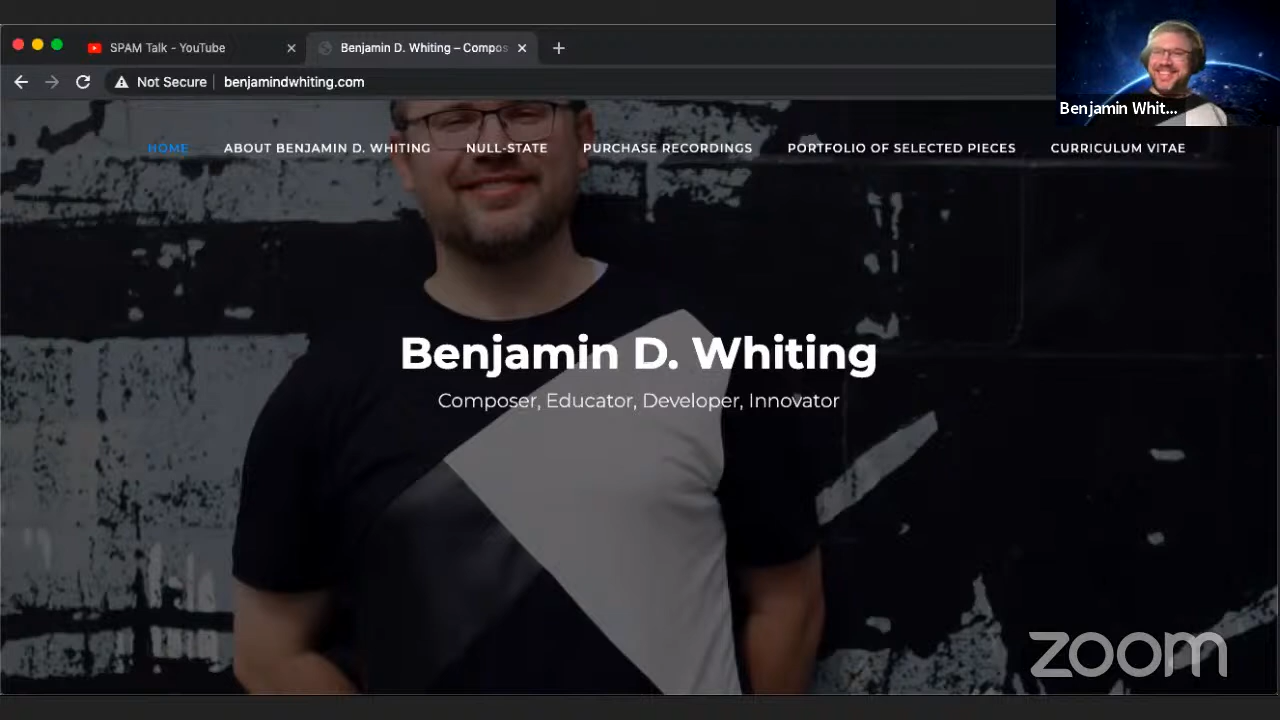 SPAM Talk - YouTube
Benjamin D. Whiting – Compos
Not Secure
benjamindwhiting.com
Benjamin Whit...
HOME
ABOUT BENJAMIN D. WHITING
NULL-STATE
PURCHASE RECORDINGS
PORTFOLIO OF SELECTED PIECES
CURRICULUM VITAE
Benjamin D. Whiting
Composer, Educator, Developer, Innovator
zoom